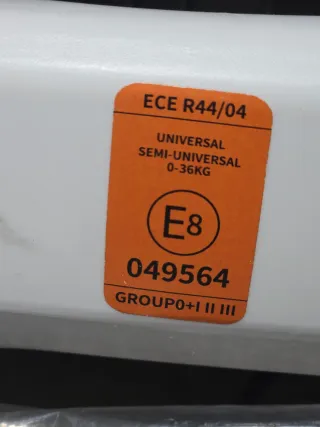 ECE R44/04
UNIVERSAL
SEMI-UNIVERSAL
0-36KG
E8
049564
GROUP0+I II III